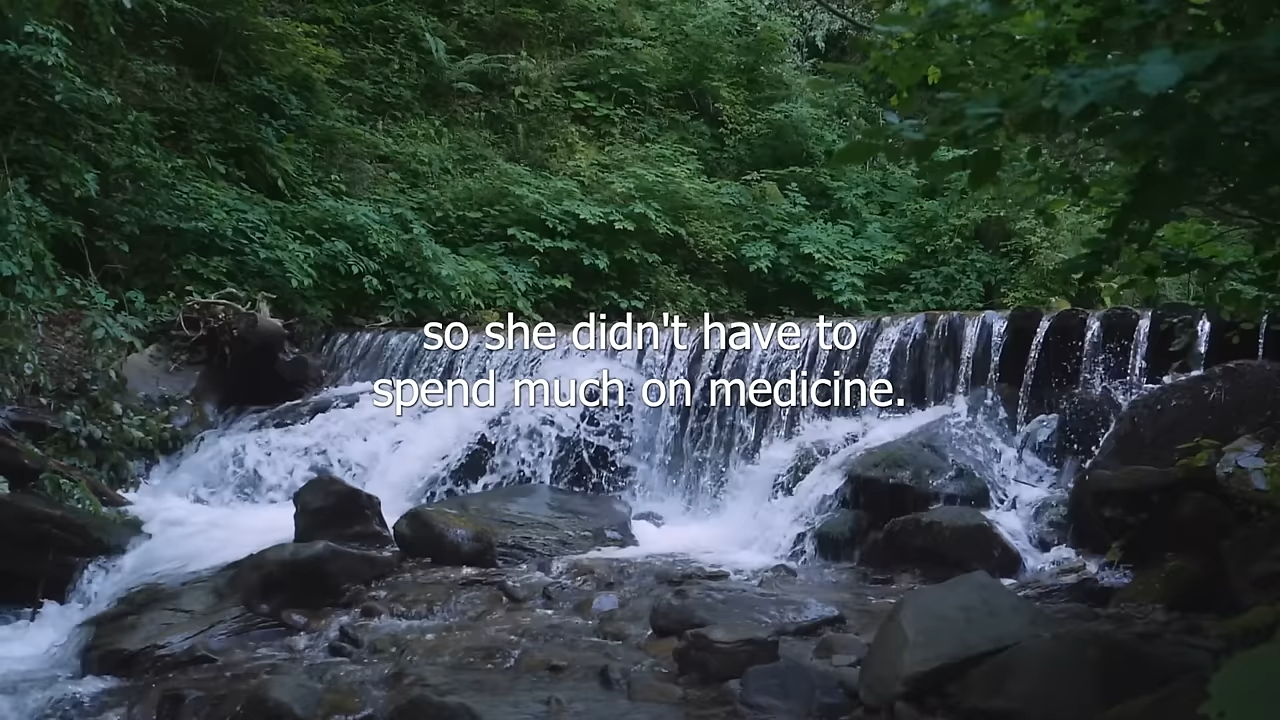 so she didn't have to
spend much on medicine.